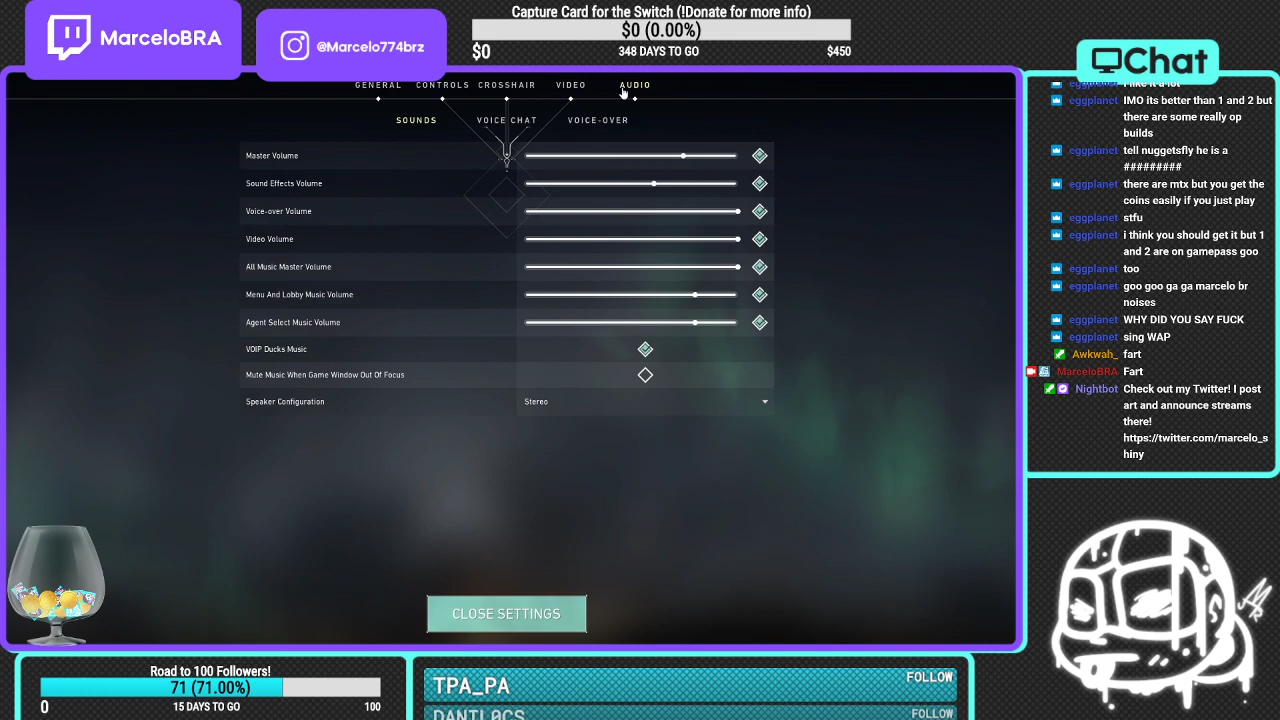 MarceloBRA
@Marcelo774brz
Capture Card for the Switch (!Donate for more info)
$0 (0.00%)
$0
348 DAYS TO GO
$450
Chat
GENERAL
CONTROLS
CROSSHAIR
VIDEO
AUDIO
SOUNDS
VOICE CHAT
VOICE-OVER
Master Volume
Sound Effects Volume
Voice-over Volume
Video Volume
All Music Master Volume
Menu And Lobby Music Volume
Agent Select Music Volume
VOIP Ducks Music
Mute Music When Game Window Out Of Focus
Speaker Configuration
Stereo
CLOSE SETTINGS
eggplanet i like it a lot
eggplanet IMO its better than 1 and 2 but
there are some really op
builds
eggplanet tell nuggetsfly he is a
#########
eggplanet there are mtx but you get the
coins easily if you just play
eggplanet stfu
eggplanet i think you should get it but 1
and 2 are on gamepass goo
eggplanet too
eggplanet goo goo ga ga marcelo br
noises
eggplanet WHY DID YOU SAY FUCK
eggplanet sing WAP
Awkwah_ fart
MarceloBRA Fart
Nightbot Check out my Twitter! I post
art and announce streams
there!
https://twitter.com/marcelo_s
hiny
Road to 100 Followers!
71 (71.00%)
0
15 DAYS TO GO
100
TPA_PA
FOLLOW
DANTLACS
FOLLOW